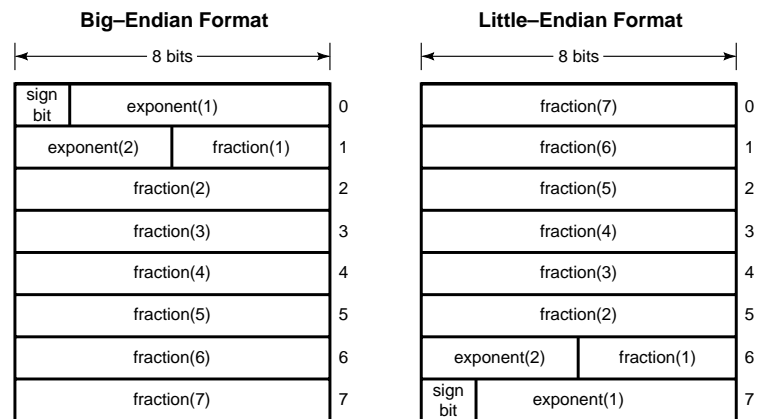 Big–Endian Format
8 bits
sign bit exponent(1) 0
exponent(2) fraction(1) 1
fraction(2) 2
fraction(3) 3
fraction(4) 4
fraction(5) 5
fraction(6) 6
fraction(7) 7
Little–Endian Format
8 bits
fraction(7) 0
fraction(6) 1
fraction(5) 2
fraction(4) 3
fraction(3) 4
fraction(2) 5
exponent(2) fraction(1) 6
sign bit exponent(1) 7